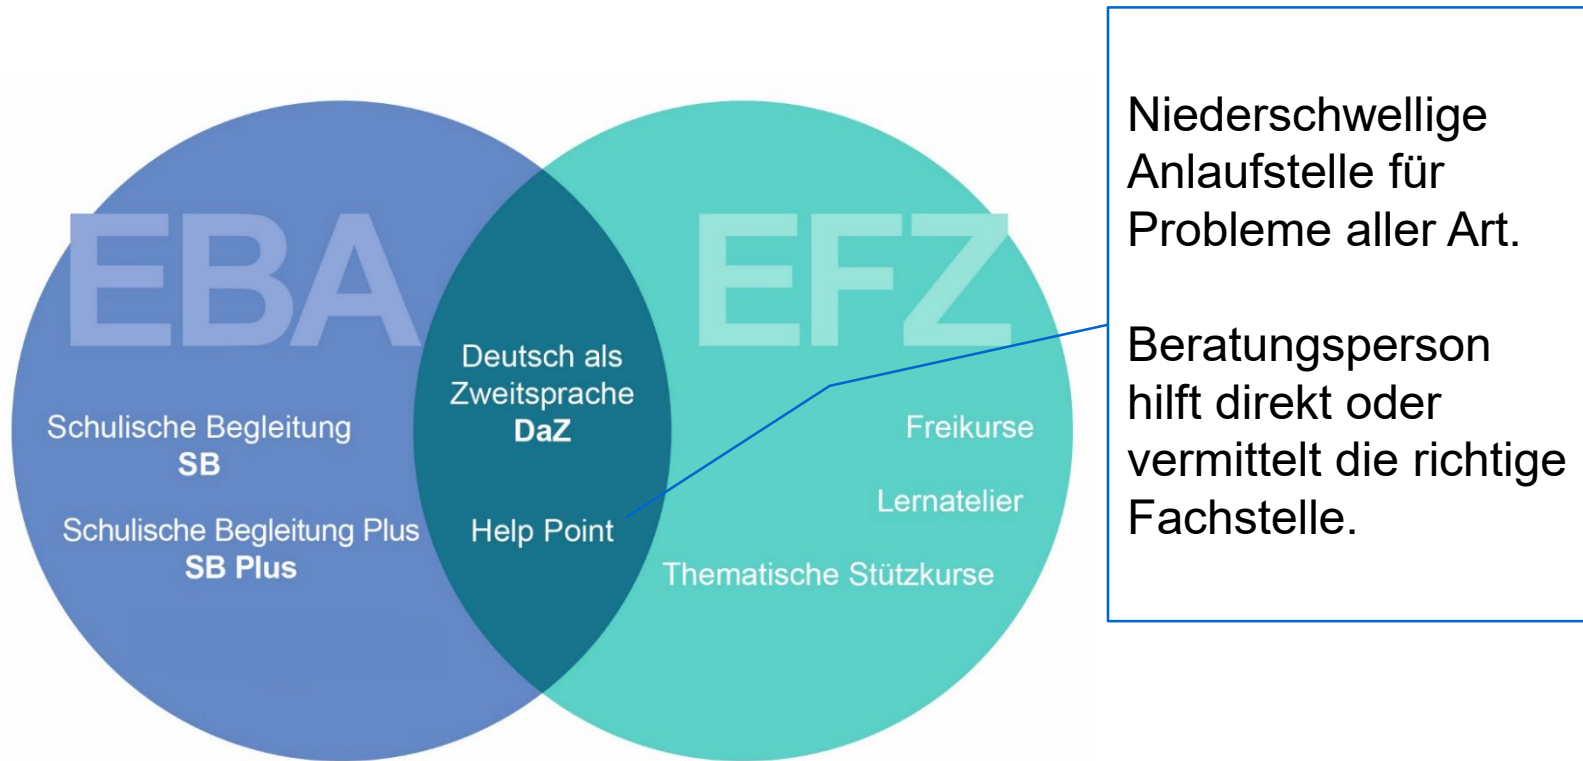 EBA
Schulische Begleitung
SB
Schulische Begleitung Plus
SB Plus
Deutsch als
Zweitsprache
DaZ
Help Point
EFZ
Freikurse
Lernatelier
Thematische Stützkurse
Niederschwellige
Anlaufstelle für
Probleme aller Art.
Beratungsperson
hilft direkt oder
vermittelt die richtige
Fachstelle.